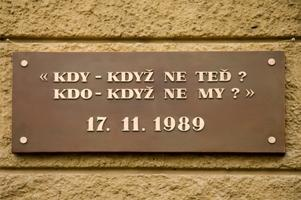 « KDY - KDYŽ NE TEĎ ?
KDO - KDYŽ NE MY ? »
17. 11. 1989